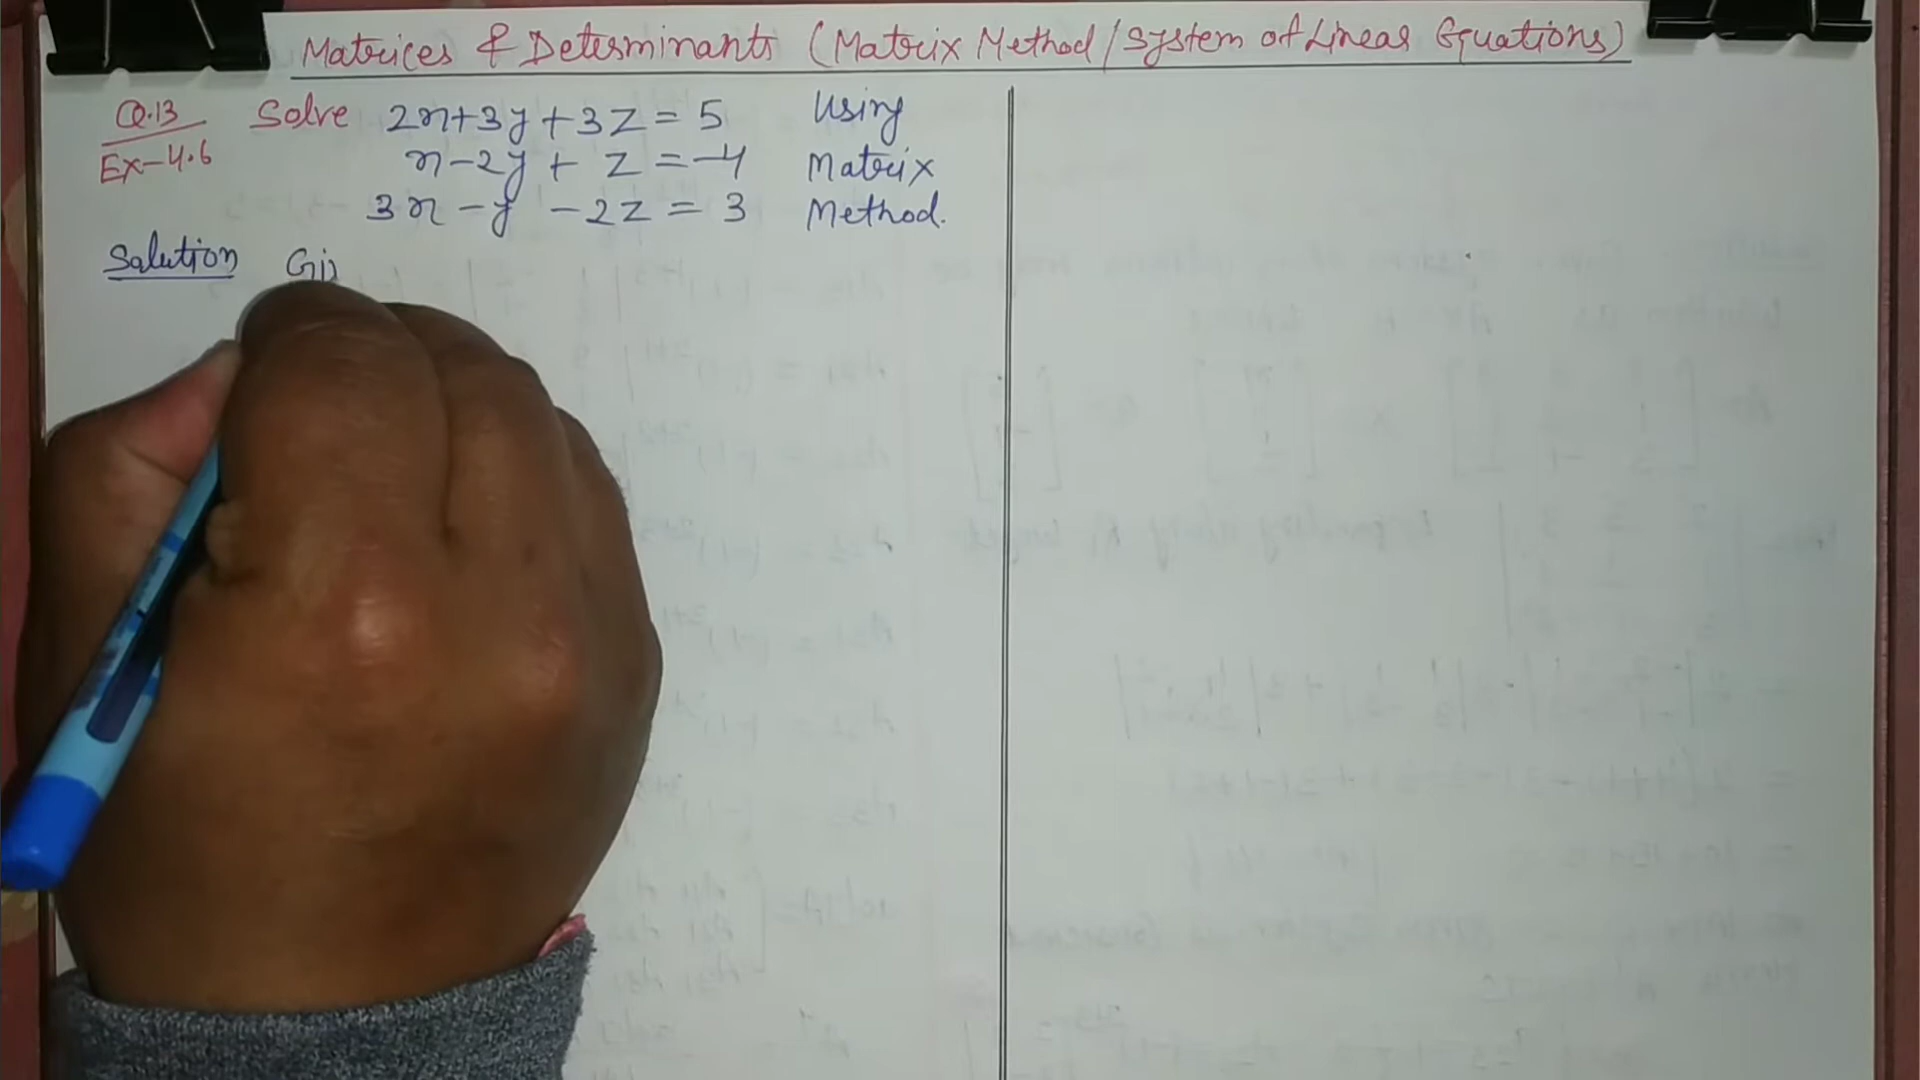 Matrices & Determinants (Matrix Method/System of Linear Equations)
Q.13 Solve 2x+3y+3z=5 Using
Ex-4.6 x-2y+z=-4 Matrix
3x-y-2z=3 Method.
Solution Gi